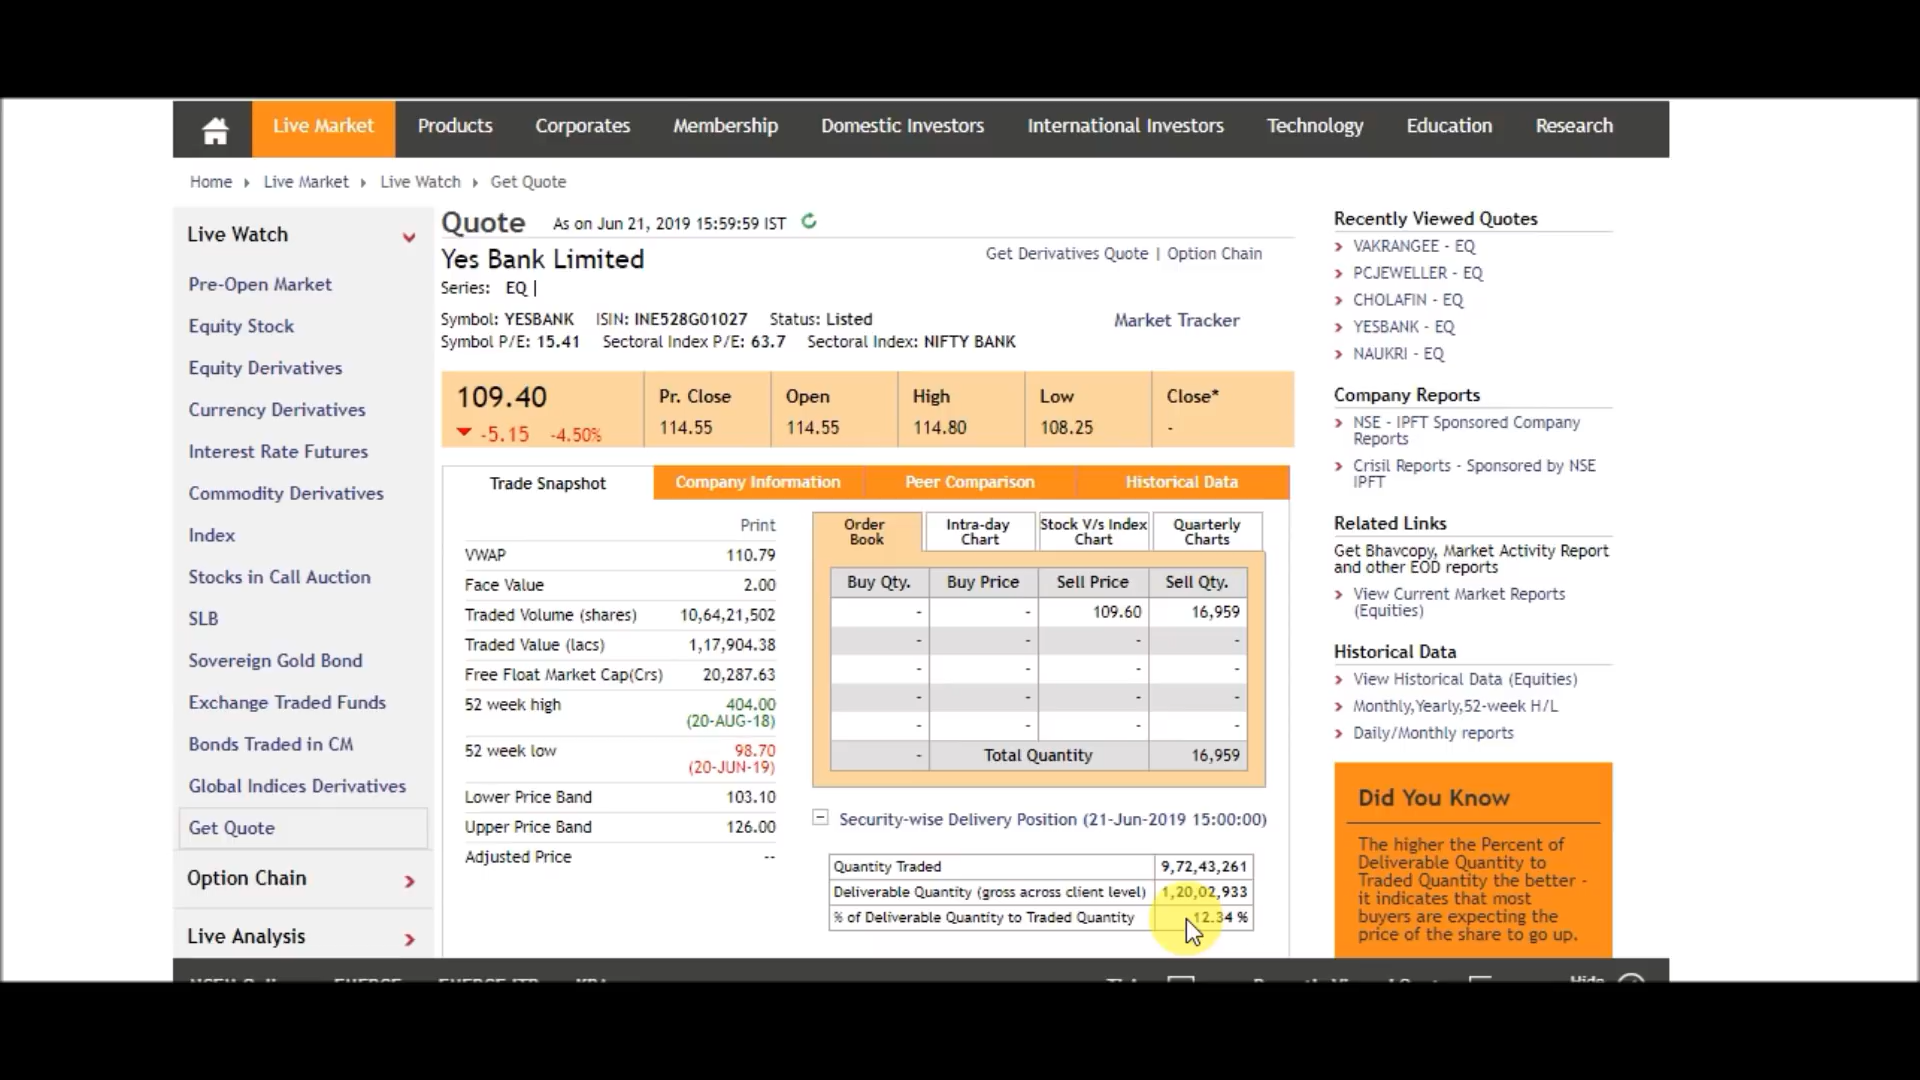 Live Market Products Corporates Membership Domestic Investors International Investors Technology Education Research
Home Live Market Live Watch Get Quote
Live Watch
Pre-Open Market
Equity Stock
Equity Derivatives
Currency Derivatives
Interest Rate Futures
Commodity Derivatives
Index
Stocks in Call Auction
SLB
Sovereign Gold Bond
Exchange Traded Funds
Bonds Traded in CM
Global Indices Derivatives
Get Quote
Option Chain
Live Analysis
Quote As on Jun 21, 2019 15:59:59 IST
Yes Bank Limited
Get Derivatives Quote | Option Chain
Series: EQ |
Symbol: YESBANK ISIN: INE528G01027 Status: Listed
Market Tracker
Symbol P/E: 15.41 Sectoral Index P/E: 63.7 Sectoral Index: NIFTY BANK
109.40 Pr. Close Open High Low Close*
-5.15 -4.50% 114.55 114.55 114.80 108.25 -
Trade Snapshot Company Information Peer Comparison Historical Data
Print
VWAP 110.79
Face Value 2.00
Traded Volume (shares) 10,64,21,502
Traded Value (lacs) 1,17,904.38
Free Float Market Cap(Crs) 20,287.63
52 week high 404.00
(20-AUG-18)
52 week low 98.70
(20-JUN-19)
Lower Price Band 103.10
Upper Price Band 126.00
Adjusted Price --
Order Intra-day Stock V/s Index Quarterly
Book Chart Chart Charts
Buy Qty. Buy Price Sell Price Sell Qty.
- - 109.60 16,959
- - - -
- - - -
- - - -
- - - -
- Total Quantity 16,959
Security-wise Delivery Position (21-Jun-2019 15:00:00)
Quantity Traded 9,72,43,261
Deliverable Quantity (gross across client level) 1,20,02,933
% of Deliverable Quantity to Traded Quantity 12.34 %
Recently Viewed Quotes
VAKRANGEE - EQ
PCJEWELLER - EQ
CHOLAFIN - EQ
YESBANK - EQ
NAUKRI - EQ
Company Reports
NSE - IPFT Sponsored Company
Reports
Crisil Reports - Sponsored by NSE
IPFT
Related Links
Get Bhavcopy, Market Activity Report
and other EOD reports
View Current Market Reports
(Equities)
Historical Data
View Historical Data (Equities)
Monthly,Yearly,52-week H/L
Daily/Monthly reports
Did You Know
The higher the Percent of
Deliverable Quantity to
Traded Quantity the better -
it indicates that most
buyers are expecting the
price of the share to go up.